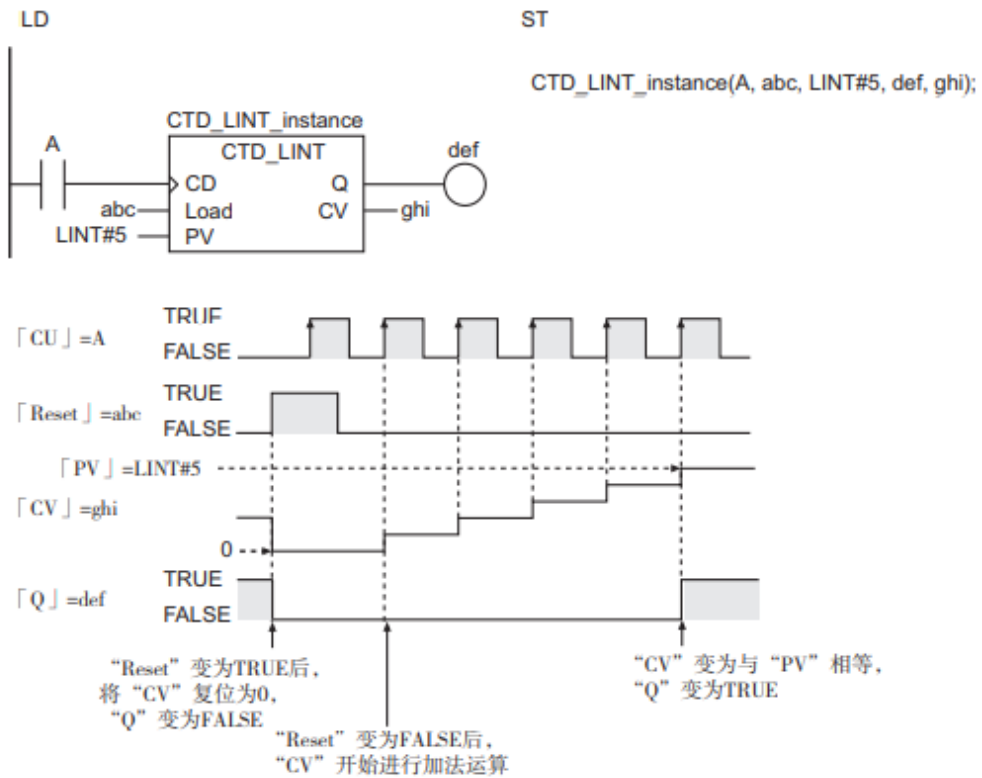 LD
ST
CTD_LINT_instance(A, abc, LINT#5, def, ghi);
CTD_LINT_instance
A
CTD_LINT
def
CD
Q
abc
Load
CV
ghi
LINT#5
PV
「CU」=A
TRUF
FALSE
「Reset」=abc
TRUE
FALSE
「PV」=LINT#5
「CV」=ghi
0
「Q」=def
TRUE
FALSE
“Reset”变为TRUE后，
将“CV”复位为0,
“Q”变为FALSE
“Reset”变为FALSE后，
“CV”开始进行加法运算
“CV”变为与“PV”相等，
“Q”变为TRUE